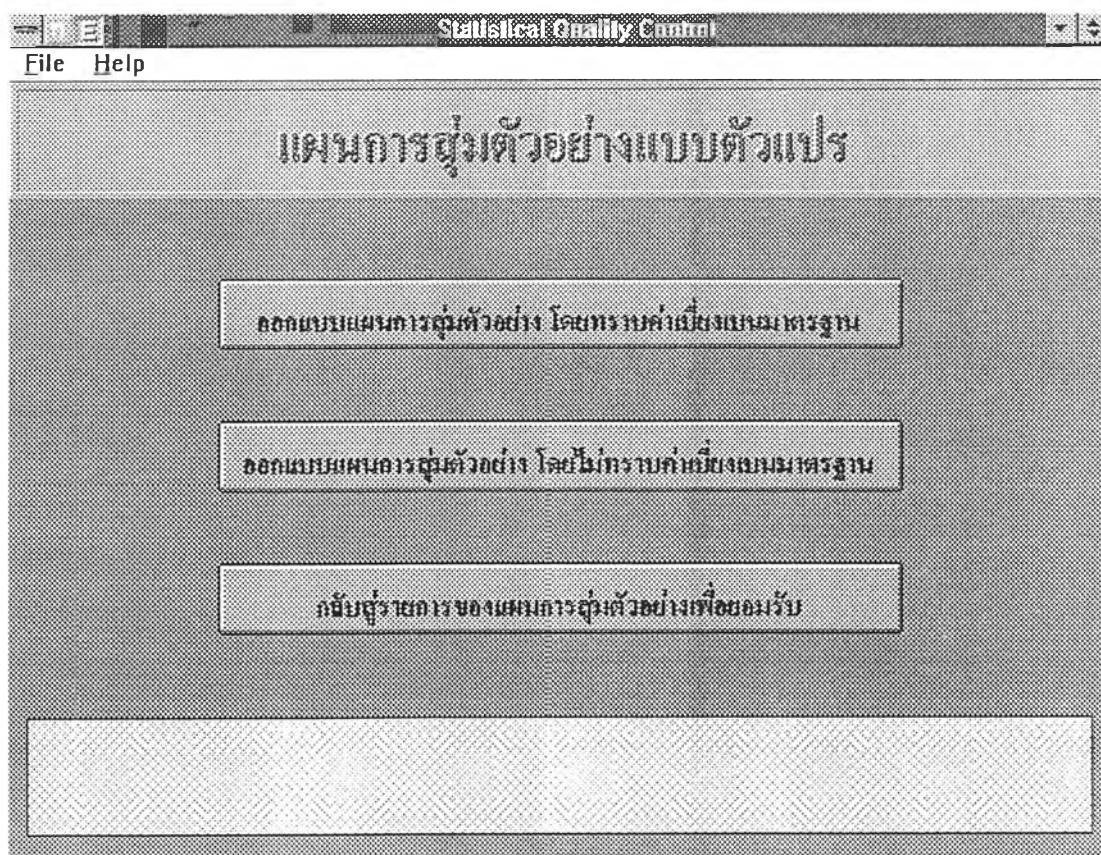 Statistical Quality Control
File Help
แผนการสุ่มตัวอย่างแบบตัวแปร
ออกแบบแผนการสุ่มตัวอย่าง โดยทราบค่าเบี่ยงเบนมาตรฐาน
ออกแบบแผนการสุ่มตัวอย่าง โดยไม่ทราบค่าเบี่ยงเบนมาตรฐาน
กลับสู่รายการของแผนการสุ่มตัวอย่างเพื่อยอมรับ